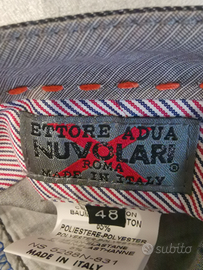 ETTORE ADUA
NUVOLARI®
ROMA
MADE IN ITALY
48
POLIESTERE-POLYESTER
MADE IN ITALY
subito